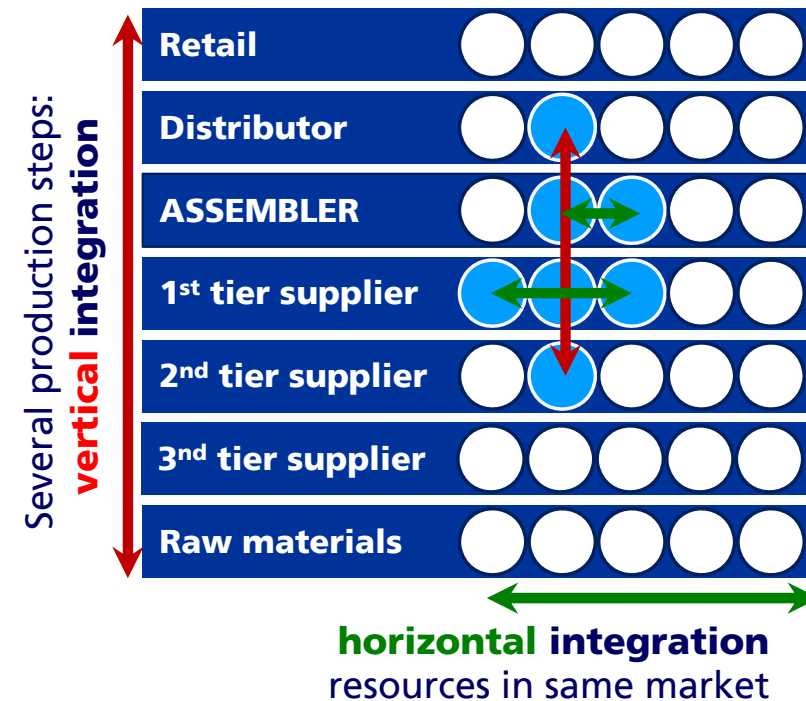 Several production steps:
vertical integration
Retail
Distributor
ASSEMBLER
1st tier supplier
2nd tier supplier
3rd tier supplier
Raw materials
horizontal integration
resources in same market